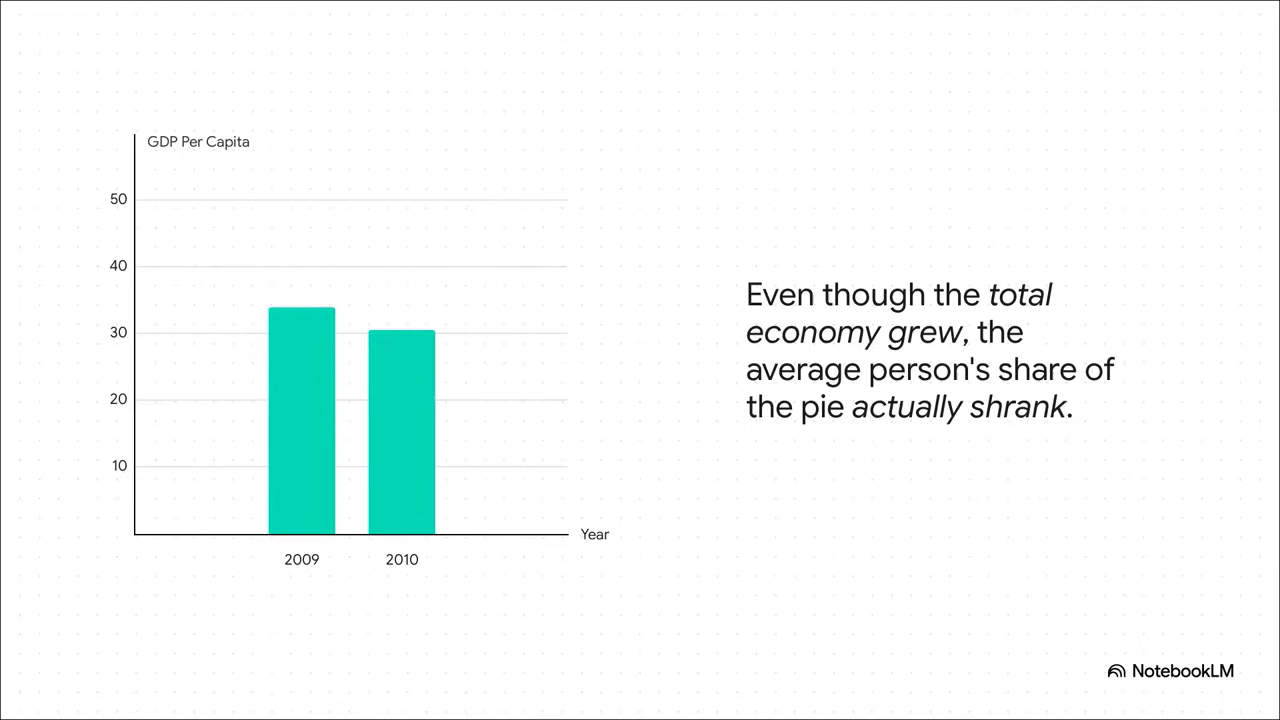 GDP Per Capita
50
40
30
20
10
2009 2010
Year
Even though the total
economy grew, the
average person's share of
the pie actually shrank.
NotebookLM